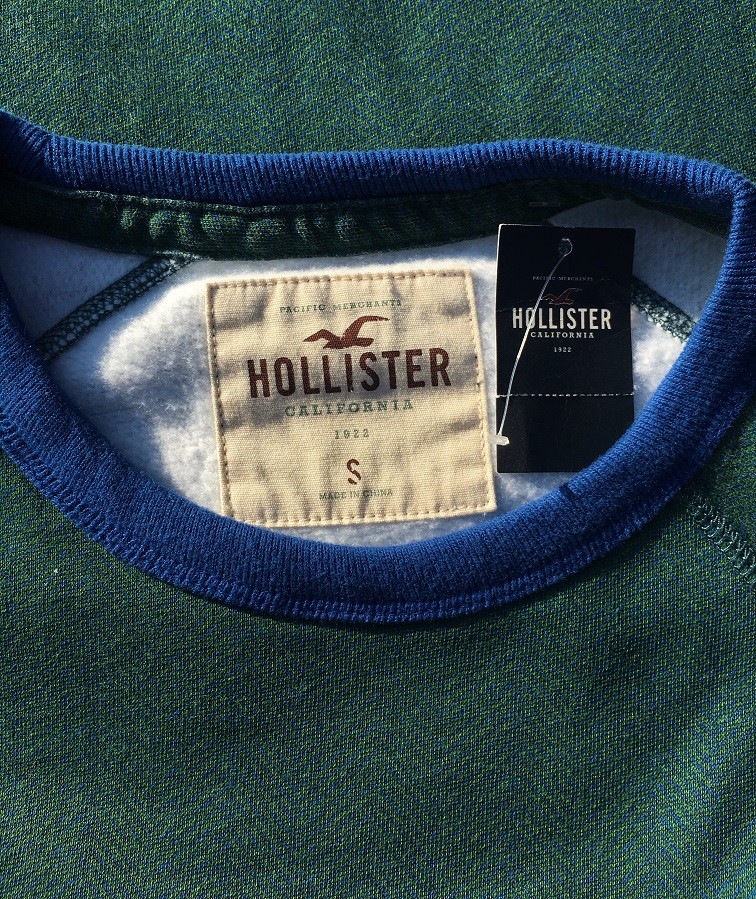 PACIFIC MERCHANTS
HOLLISTER
CALIFORNIA
1922
S
MADE IN CHINA
PACIFIC MERCHANTS
HOLLISTER
CALIFORNIA
1922